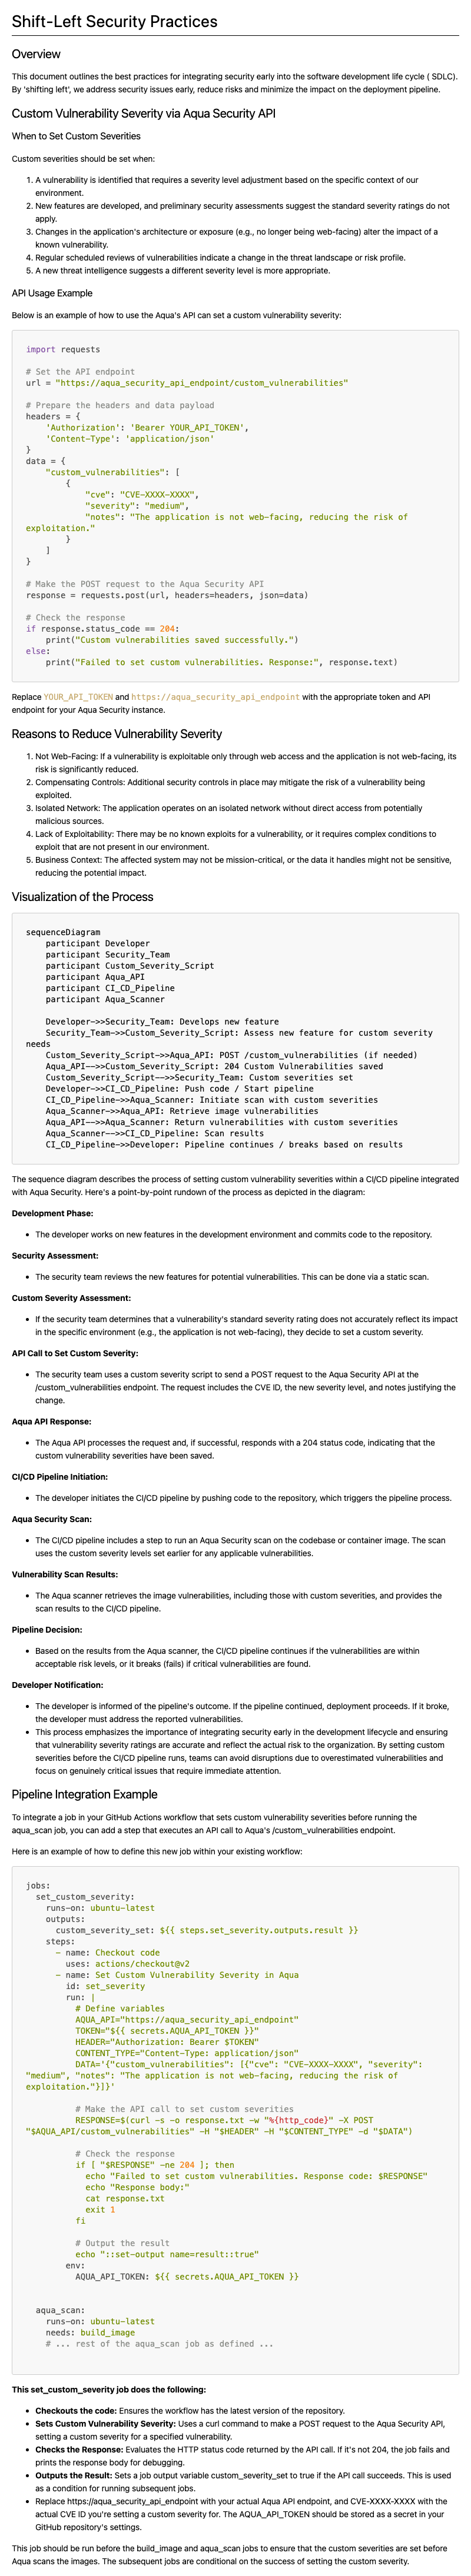 Shift-Left Security Practices
Overview
This document outlines the best practices for integrating security early into the software development life cycle ( SDLC).
By 'shifting left', we address security issues early, reduce risks and minimize the impact on the deployment pipeline.
Custom Vulnerability Severity via Aqua Security API
When to Set Custom Severities
Custom severities should be set when:
1. A vulnerability is identified that requires a severity level adjustment based on the specific context of our
environment.
2. New features are developed, and preliminary security assessments suggest the standard severity ratings do not
apply.
3. Changes in the application's architecture or exposure (e.g., no longer being web-facing) alter the impact of a
known vulnerability.
4. Regular scheduled reviews of vulnerabilities indicate a change in the threat landscape or risk profile.
5. A new threat intelligence suggests a different severity level is more appropriate.
API Usage Example
Below is an example of how to use the Aqua's API can set a custom vulnerability severity:
import requests
# Set the API endpoint
url = "https://aqua_security_api_endpoint/custom_vulnerabilities"
# Prepare the headers and data payload
headers = {
    'Authorization': 'Bearer YOUR_API_TOKEN',
    'Content-Type': 'application/json'
}
data = {
    "custom_vulnerabilities": [
        {
            "cve": "CVE-XXXX-XXXX",
            "severity": "medium",
            "notes": "The application is not web-facing, reducing the risk of
exploitation."
        }
    ]
}
# Make the POST request to the Aqua Security API
response = requests.post(url, headers=headers, json=data)
# Check the response
if response.status_code == 204:
    print("Custom vulnerabilities saved successfully.")
else:
    print("Failed to set custom vulnerabilities. Response:", response.text)
Replace YOUR_API_TOKEN and https://aqua_security_api_endpoint with the appropriate token and API
endpoint for your Aqua Security instance.
Reasons to Reduce Vulnerability Severity
1. Not Web-Facing: If a vulnerability is exploitable only through web access and the application is not web-facing, its
risk is significantly reduced.
2. Compensating Controls: Additional security controls in place may mitigate the risk of a vulnerability being
exploited.
3. Isolated Network: The application operates on an isolated network without direct access from potentially
malicious sources.
4. Lack of Exploitability: There may be no known exploits for a vulnerability, or it requires complex conditions to
exploit that are not present in our environment.
5. Business Context: The affected system may not be mission-critical, or the data it handles might not be sensitive,
reducing the potential impact.
Visualization of the Process
sequenceDiagram
    participant Developer
    participant Security_Team
    participant Custom_Severity_Script
    participant Aqua_API
    participant CI_CD_Pipeline
    participant Aqua_Scanner
    Developer->>Security_Team: Develops new feature
    Security_Team->>Custom_Severity_Script: Assess new feature for custom severity
needs
    Custom_Severity_Script->>Aqua_API: POST /custom_vulnerabilities (if needed)
    Aqua_API-->>Custom_Severity_Script: 204 Custom Vulnerabilities saved
    Custom_Severity_Script-->>Security_Team: Custom severities set
    Developer->>CI_CD_Pipeline: Push code / Start pipeline
    CI_CD_Pipeline->>Aqua_Scanner: Initiate scan with custom severities
    Aqua_Scanner->>Aqua_API: Retrieve image vulnerabilities
    Aqua_API-->>Aqua_Scanner: Return vulnerabilities with custom severities
    Aqua_Scanner-->>CI_CD_Pipeline: Scan results
    CI_CD_Pipeline->>Developer: Pipeline continues / breaks based on results
The sequence diagram describes the process of setting custom vulnerability severities within a CI/CD pipeline integrated
with Aqua Security. Here's a point-by-point rundown of the process as depicted in the diagram:
Development Phase:
• The developer works on new features in the development environment and commits code to the repository.
Security Assessment:
• The security team reviews the new features for potential vulnerabilities. This can be done via a static scan.
Custom Severity Assessment:
• If the security team determines that a vulnerability's standard severity rating does not accurately reflect its impact
in the specific environment (e.g., the application is not web-facing), they decide to set a custom severity.
API Call to Set Custom Severity:
• The security team uses a custom severity script to send a POST request to the Aqua Security API at the
/custom_vulnerabilities endpoint. The request includes the CVE ID, the new severity level, and notes justifying the
change.
Aqua API Response:
• The Aqua API processes the request and, if successful, responds with a 204 status code, indicating that the
custom vulnerability severities have been saved.
CI/CD Pipeline Initiation:
• The developer initiates the CI/CD pipeline by pushing code to the repository, which triggers the pipeline process.
Aqua Security Scan:
• The CI/CD pipeline includes a step to run an Aqua Security scan on the codebase or container image. The scan
uses the custom severity levels set earlier for any applicable vulnerabilities.
Vulnerability Scan Results:
• The Aqua scanner retrieves the image vulnerabilities, including those with custom severities, and provides the
scan results to the CI/CD pipeline.
Pipeline Decision:
• Based on the results from the Aqua scanner, the CI/CD pipeline continues if the vulnerabilities are within
acceptable risk levels, or it breaks (fails) if critical vulnerabilities are found.
Developer Notification:
• The developer is informed of the pipeline's outcome. If the pipeline continued, deployment proceeds. If it broke,
the developer must address the reported vulnerabilities.
• This process emphasizes the importance of integrating security early in the development lifecycle and ensuring
that vulnerability severity ratings are accurate and reflect the actual risk to the organization. By setting custom
severities before the CI/CD pipeline runs, teams can avoid disruptions due to overestimated vulnerabilities and
focus on genuinely critical issues that require immediate attention.
Pipeline Integration Example
To integrate a job in your GitHub Actions workflow that sets custom vulnerability severities before running the
aqua_scan job, you can add a step that executes an API call to Aqua's /custom_vulnerabilities endpoint.
Here is an example of how to define this new job within your existing workflow:
jobs:
  set_custom_severity:
    runs-on: ubuntu-latest
    outputs:
      custom_severity_set: ${{ steps.set_severity.outputs.result }}
    steps:
      - name: Checkout code
        uses: actions/checkout@v2
      - name: Set Custom Vulnerability Severity in Aqua
        id: set_severity
        run: |
          # Define variables
          AQUA_API="https://aqua_security_api_endpoint"
          TOKEN="${{ secrets.AQUA_API_TOKEN }}"
          HEADER="Authorization: Bearer $TOKEN"
          CONTENT_TYPE="Content-Type: application/json"
          DATA='{"custom_vulnerabilities": [{"cve": "CVE-XXXX-XXXX", "severity":
"medium", "notes": "The application is not web-facing, reducing the risk of
exploitation."}]}'
          # Make the API call to set custom severities
          RESPONSE=$(curl -s -o response.txt -w "%{http_code}" -X POST
"$AQUA_API/custom_vulnerabilities" -H "$HEADER" -H "$CONTENT_TYPE" -d "$DATA")
          # Check the response
          if [ "$RESPONSE" -ne 204 ]; then
            echo "Failed to set custom vulnerabilities. Response code: $RESPONSE"
            echo "Response body:"
            cat response.txt
            exit 1
          fi
          # Output the result
          echo "::set-output name=result::true"
        env:
          AQUA_API_TOKEN: ${{ secrets.AQUA_API_TOKEN }}
  aqua_scan:
    runs-on: ubuntu-latest
    needs: build_image
    # ... rest of the aqua_scan job as defined ...
This set_custom_severity job does the following:
• Checkouts the code: Ensures the workflow has the latest version of the repository.
• Sets Custom Vulnerability Severity: Uses a curl command to make a POST request to the Aqua Security API,
setting a custom severity for a specified vulnerability.
• Checks the Response: Evaluates the HTTP status code returned by the API call. If it's not 204, the job fails and
prints the response body for debugging.
• Outputs the Result: Sets a job output variable custom_severity_set to true if the API call succeeds. This is used
as a condition for running subsequent jobs.
• Replace https://aqua_security_api_endpoint with your actual Aqua API endpoint, and CVE-XXXX-XXXX with the
actual CVE ID you're setting a custom severity for. The AQUA_API_TOKEN should be stored as a secret in your
GitHub repository's settings.
This job should be run before the build_image and aqua_scan jobs to ensure that the custom severities are set before
Aqua scans the images. The subsequent jobs are conditional on the success of setting the custom severity.